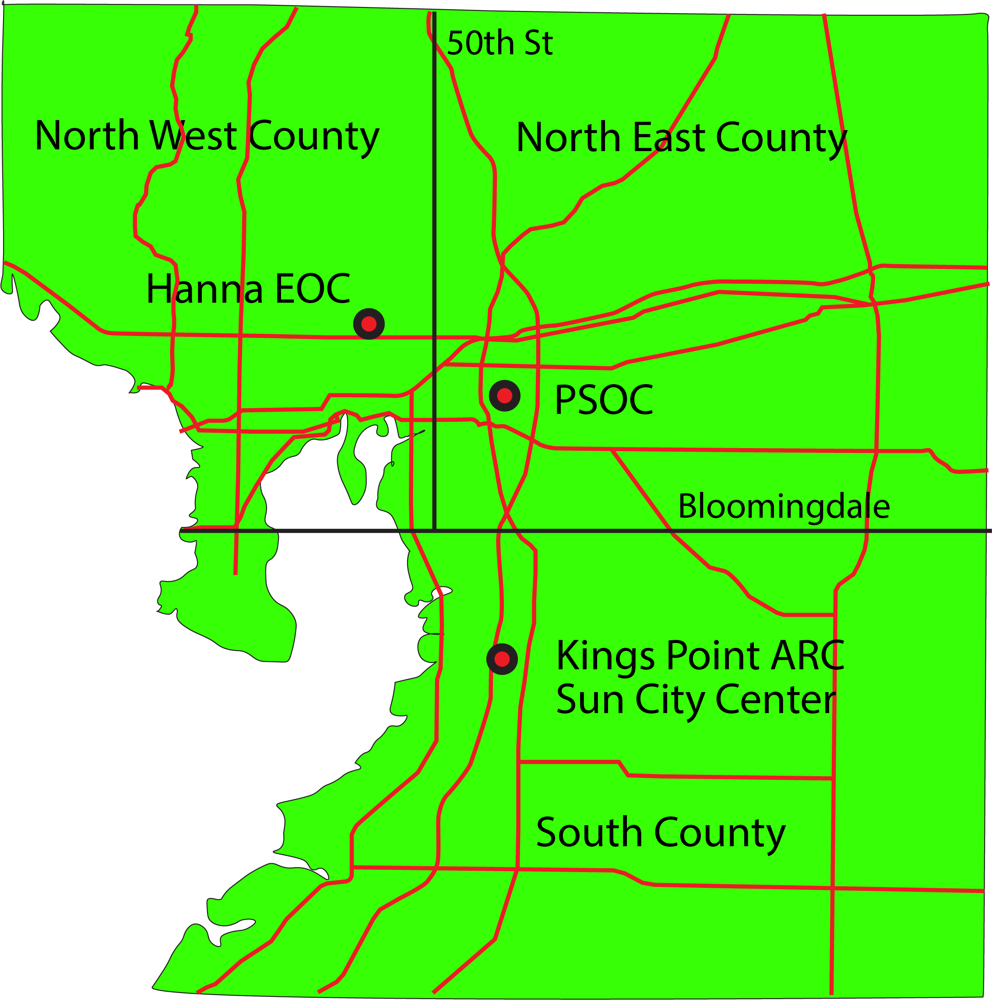 50th St
North West County
North East County
Hanna EOC
PSOC
Bloomingdale
Kings Point ARC
Sun City Center
South County